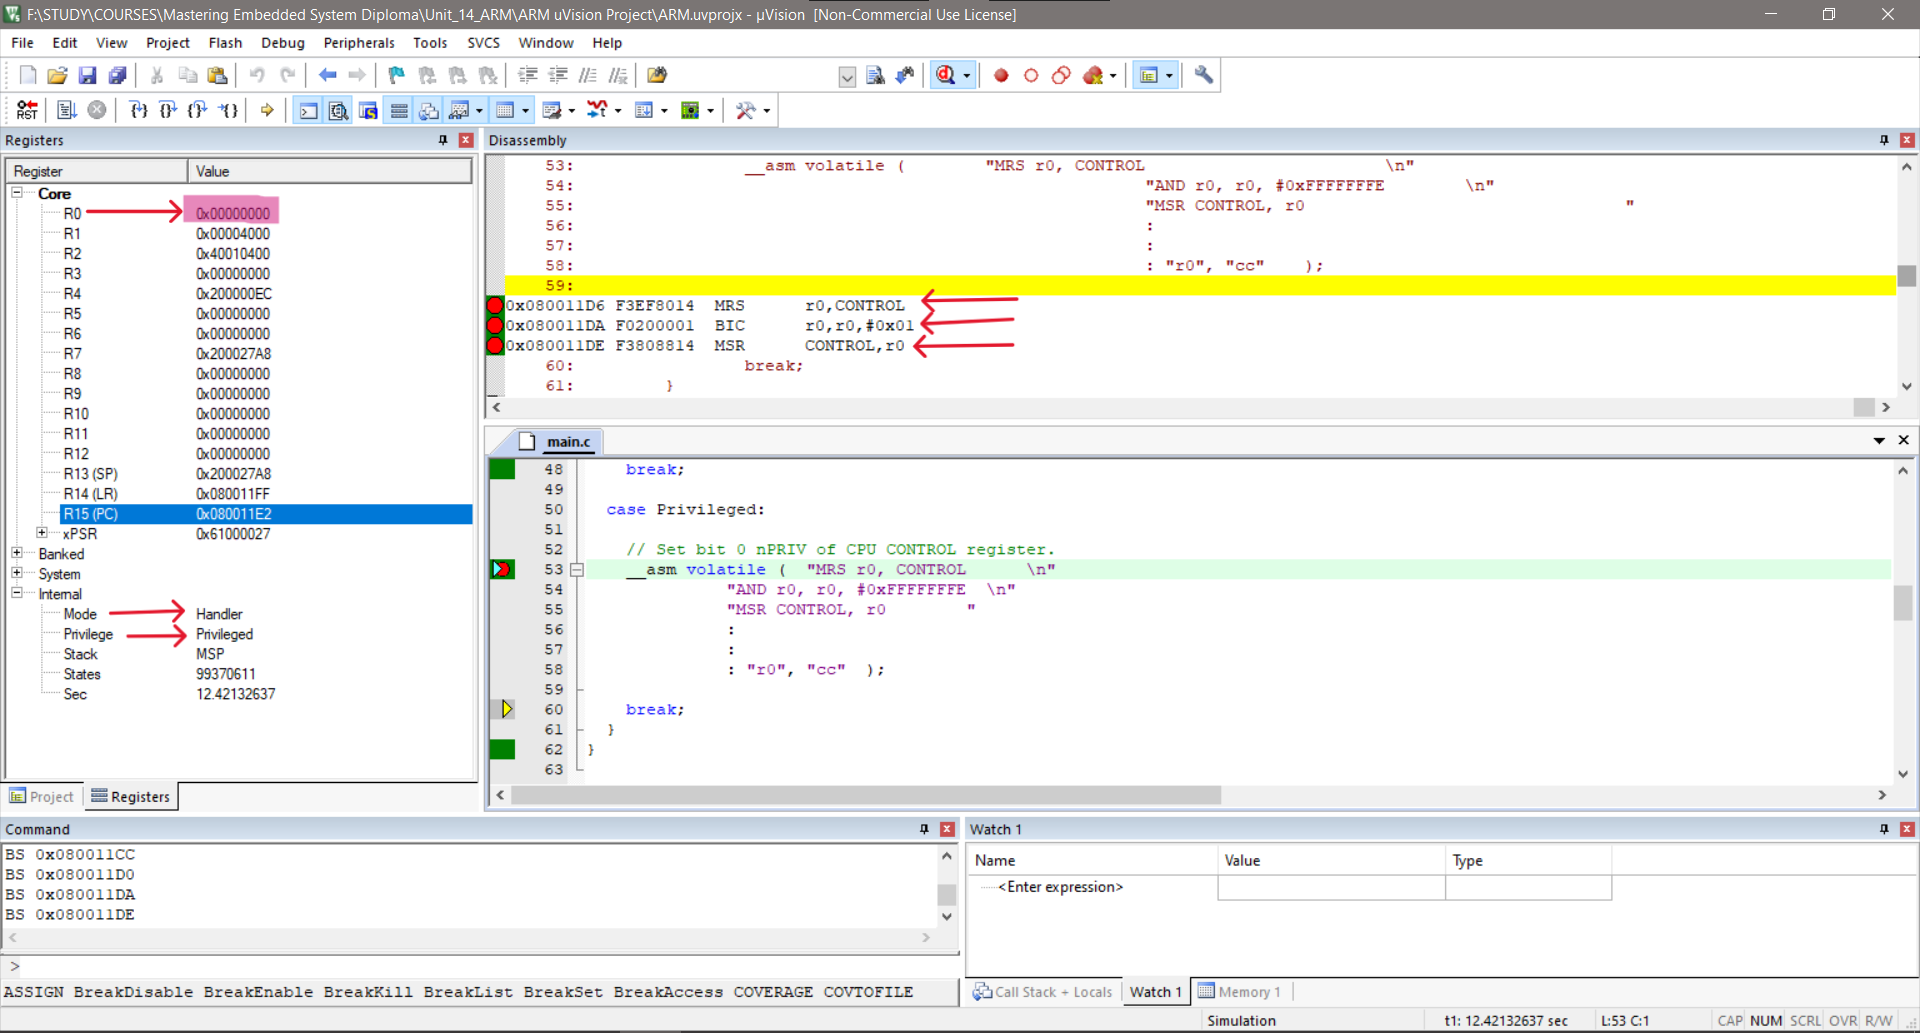 F:\STUDY\COURSES\Mastering Embedded System Diploma\Unit_14_ARM\ARM uVision Project\ARM.uvprojx - µVision  [Non-Commercial Use License]
File Edit View Project Flash Debug Peripherals Tools SVCS Window Help
RST
Registers
Register Value
Core
R0 0x00000000
R1 0x00004000
R2 0x40010400
R3 0x00000000
R4 0x200000EC
R5 0x00000000
R6 0x00000000
R7 0x200027A8
R8 0x00000000
R9 0x00000000
R10 0x00000000
R11 0x00000000
R12 0x00000000
R13 (SP) 0x200027A8
R14 (LR) 0x080011FF
R15 (PC) 0x080011E2
xPSR 0x61000027
Banked
System
Internal
Mode Handler
Privilege Privileged
Stack MSP
States 99370611
Sec 12.42132637
Project Registers
Disassembly
53: __asm volatile ( "MRS r0, CONTROL \n"
54: "AND r0, r0, #0xFFFFFFFE \n"
55: "MSR CONTROL, r0 "
56: :
57: :
58: : "r0", "cc" );
59:
0x080011D6 F3EF8014 MRS r0,CONTROL
0x080011DA F0200001 BIC r0,r0,#0x01
0x080011DE F3808814 MSR CONTROL,r0
60: break;
61: }
main.c
48 break;
49
50 case Privileged:
51
52 // Set bit 0 nPRIV of CPU CONTROL register.
53 __asm volatile ( "MRS r0, CONTROL \n"
54 "AND r0, r0, #0xFFFFFFFE \n"
55 "MSR CONTROL, r0 "
56 :
57 :
58 : "r0", "cc" );
59
60 break;
61 }
62 }
63
Command
BS 0x080011CC
BS 0x080011D0
BS 0x080011DA
BS 0x080011DE
>
ASSIGN BreakDisable BreakEnable BreakKill BreakList BreakSet BreakAccess COVERAGE COVTOFILE
Watch 1
Name Value Type
<Enter expression>
Call Stack + Locals Watch 1 Memory 1
Simulation t1: 12.42132637 sec L:53 C:1 CAP NUM SCRL OVR R/W